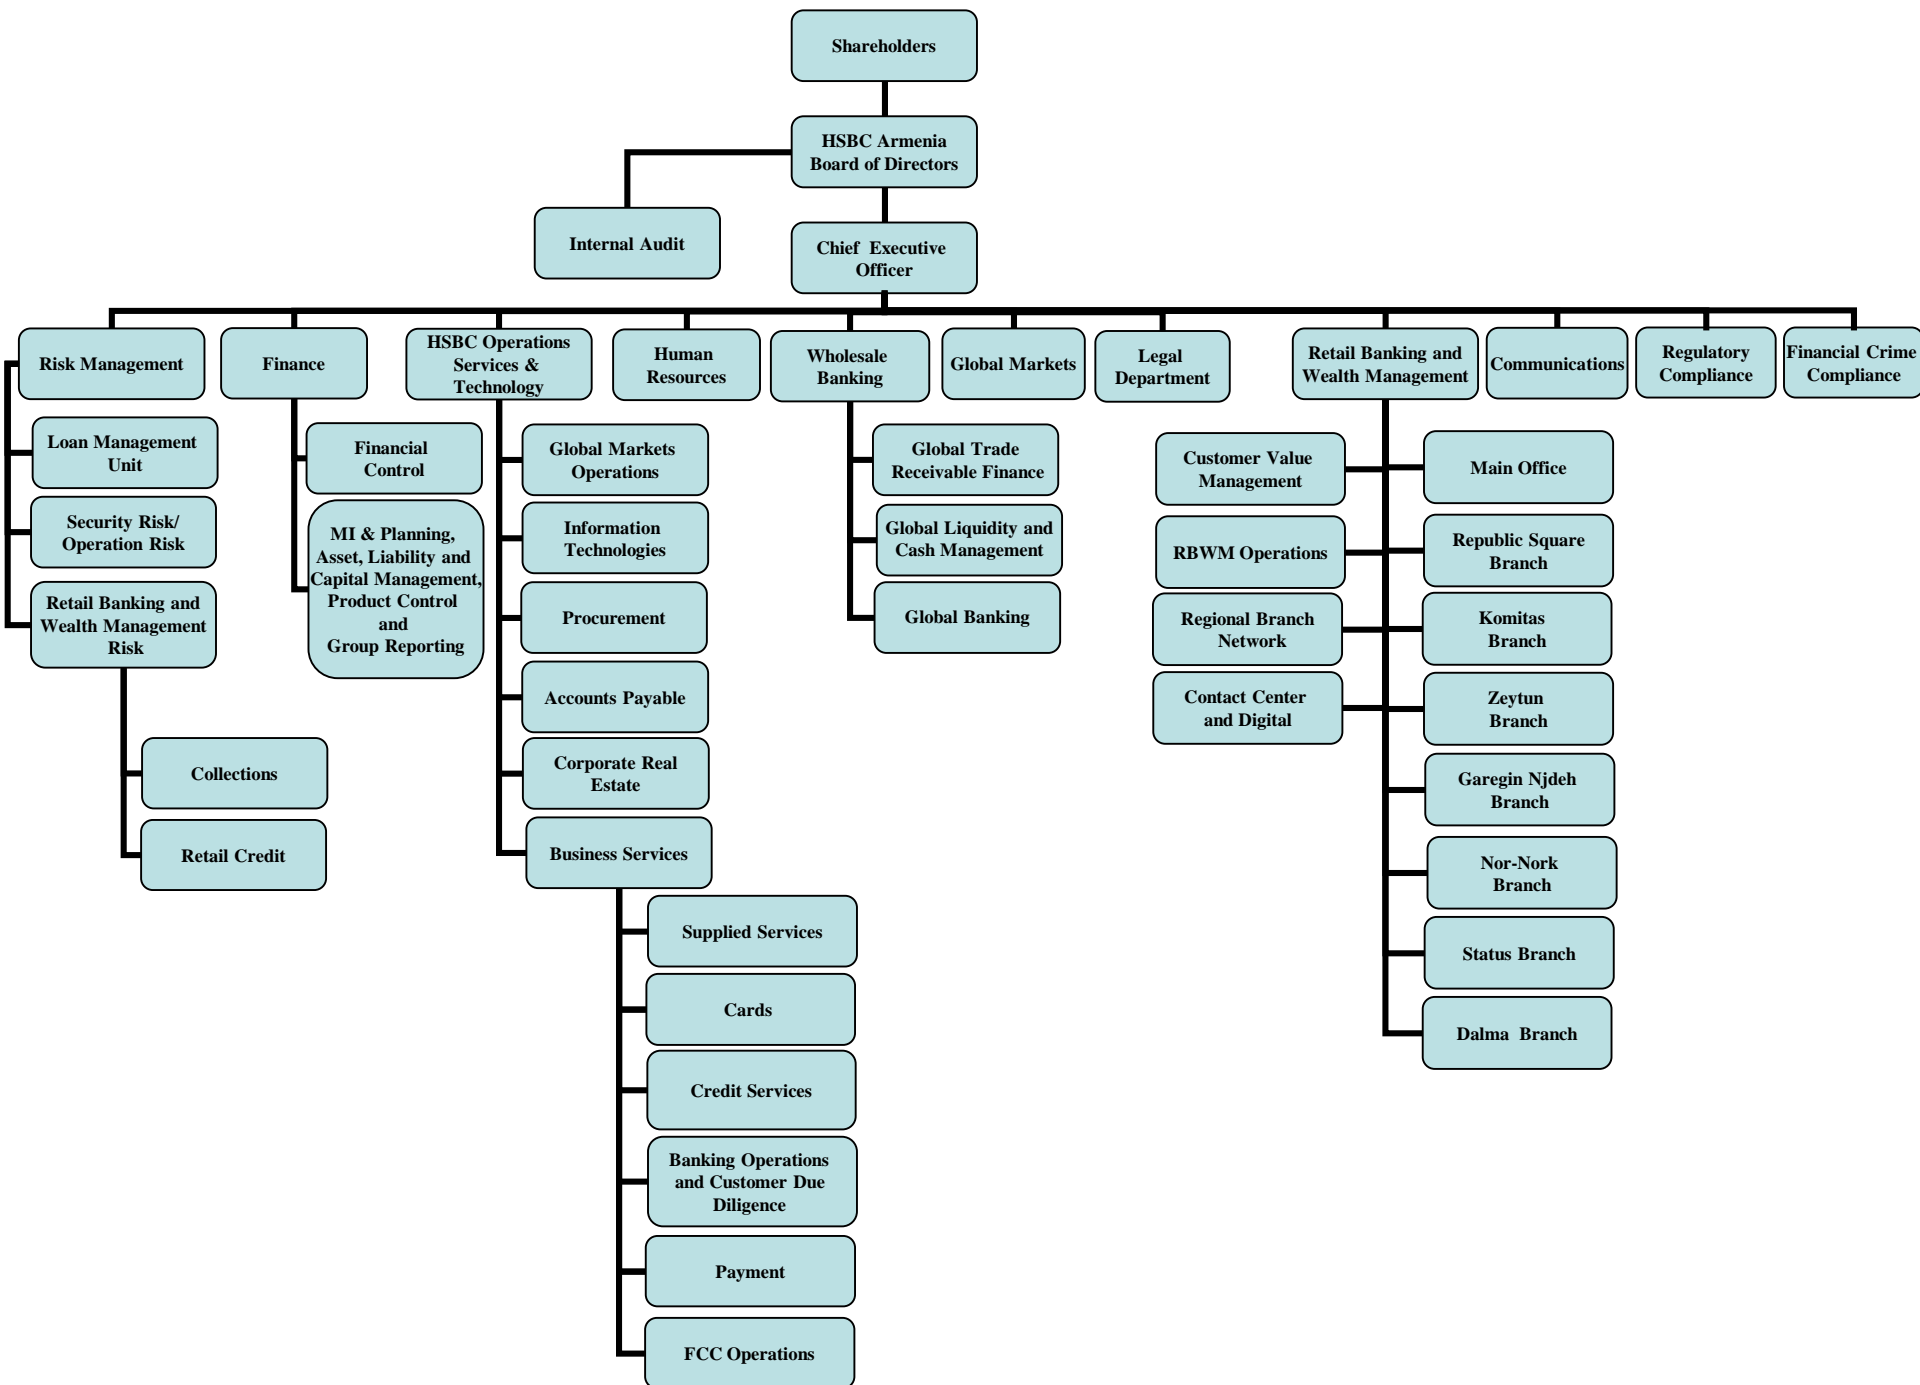 Shareholders
HSBC Armenia
Board of Directors
Internal Audit
Chief Executive
Officer
Risk Management
Finance
HSBC Operations
Services &
Technology
Human
Resources
Wholesale
Banking
Global Markets
Legal
Department
Retail Banking and
Wealth Management
Communications
Regulatory
Compliance
Financial Crime
Compliance
Loan Management
Unit
Security Risk/
Operation Risk
Retail Banking and
Wealth Management
Risk
Collections
Retail Credit
Financial
Control
MI & Planning,
Asset, Liability and
Capital Management,
Product Control
and
Group Reporting
Global Markets
Operations
Information
Technologies
Procurement
Accounts Payable
Corporate Real
Estate
Business Services
Supplied Services
Cards
Credit Services
Banking Operations
and Customer Due
Diligence
Payment
FCC Operations
Global Trade
Receivable Finance
Global Liquidity and
Cash Management
Global Banking
Customer Value
Management
RBWM Operations
Regional Branch
Network
Contact Center
and Digital
Main Office
Republic Square
Branch
Komitas
Branch
Zeytun
Branch
Garegin Njdeh
Branch
Nor-Nork
Branch
Status Branch
Dalma Branch